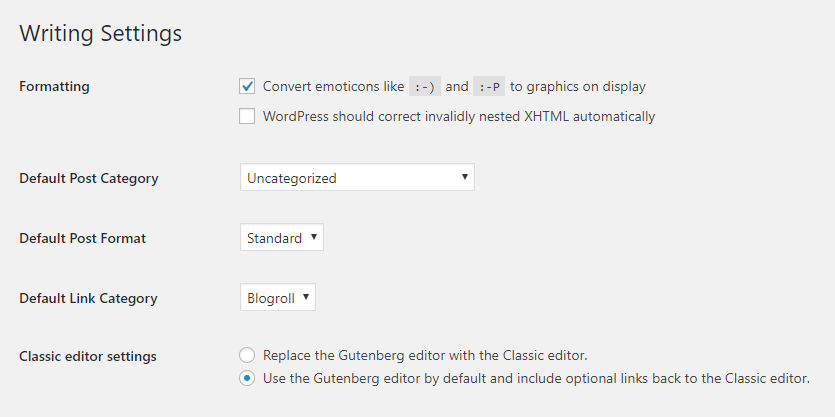 Writing Settings
Formatting
Convert emoticons like :-) and :-P to graphics on display
WordPress should correct invalidly nested XHTML automatically
Default Post Category
Uncategorized
Default Post Format
Standard
Default Link Category
Blogroll
Classic editor settings
Replace the Gutenberg editor with the Classic editor.
Use the Gutenberg editor by default and include optional links back to the Classic editor.